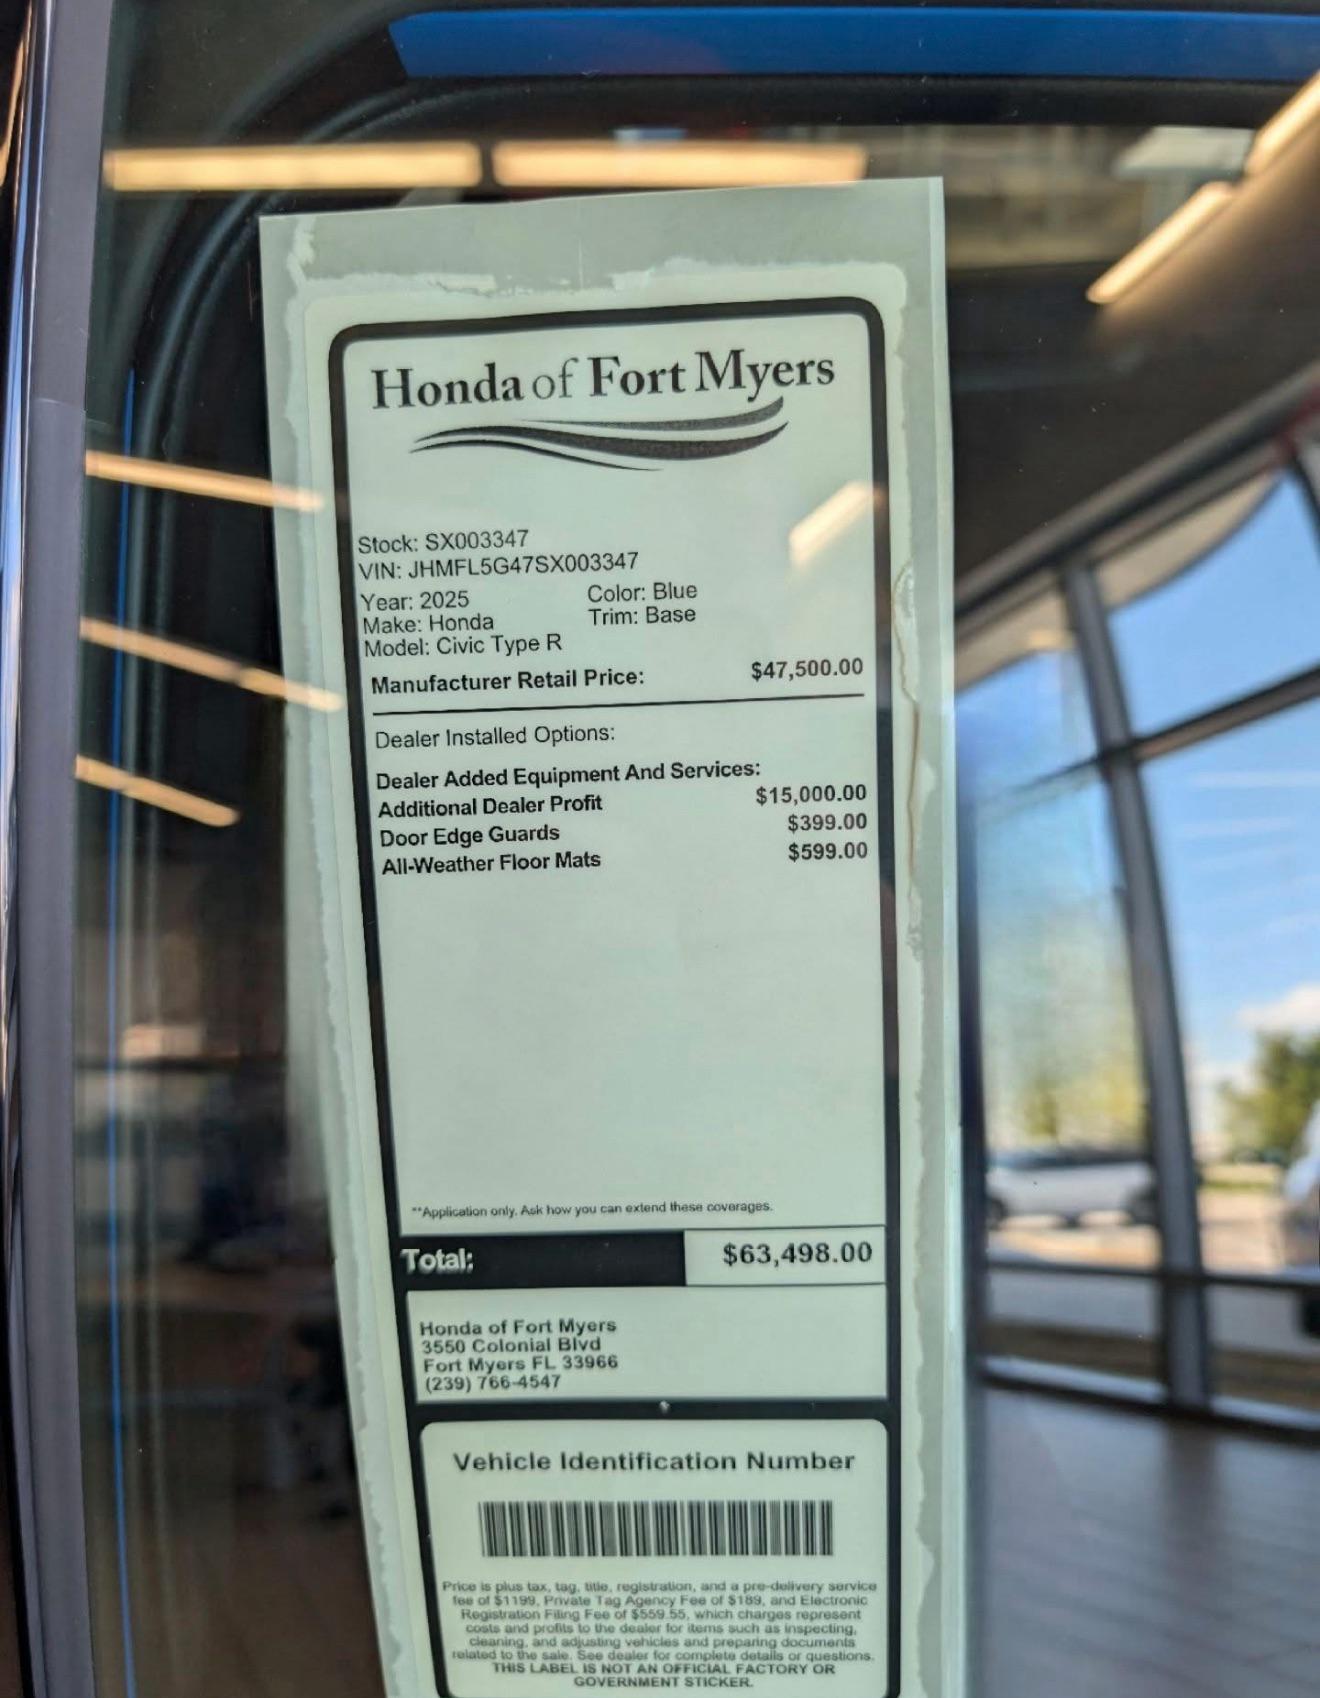 Honda of Fort Myers
Stock: SX003347
VIN: JHMFL5G47SX003347
Year: 2025 Color: Blue
Make: Honda Trim: Base
Model: Civic Type R
Manufacturer Retail Price: $47,500.00
Dealer Installed Options:
Dealer Added Equipment And Services:
Additional Dealer Profit $15,000.00
Door Edge Guards $399.00
All-Weather Floor Mats $599.00
**Application only. Ask how you can extend these coverages.
Total: $63,498.00
Honda of Fort Myers
3550 Colonial Blvd
Fort Myers FL 33966
(239) 766-4547
Vehicle Identification Number
Price is plus tax, tag, title, registration, and a pre-delivery service
fee of $1199, Private Tag Agency Fee of $189, and Electronic
Registration Filing Fee of $559.55, which charges represent
costs and profits to the dealer for items such as inspecting,
cleaning, and adjusting vehicles and preparing documents
related to the sale. See dealer for complete details or questions.
THIS LABEL IS NOT AN OFFICIAL FACTORY OR
GOVERNMENT STICKER.